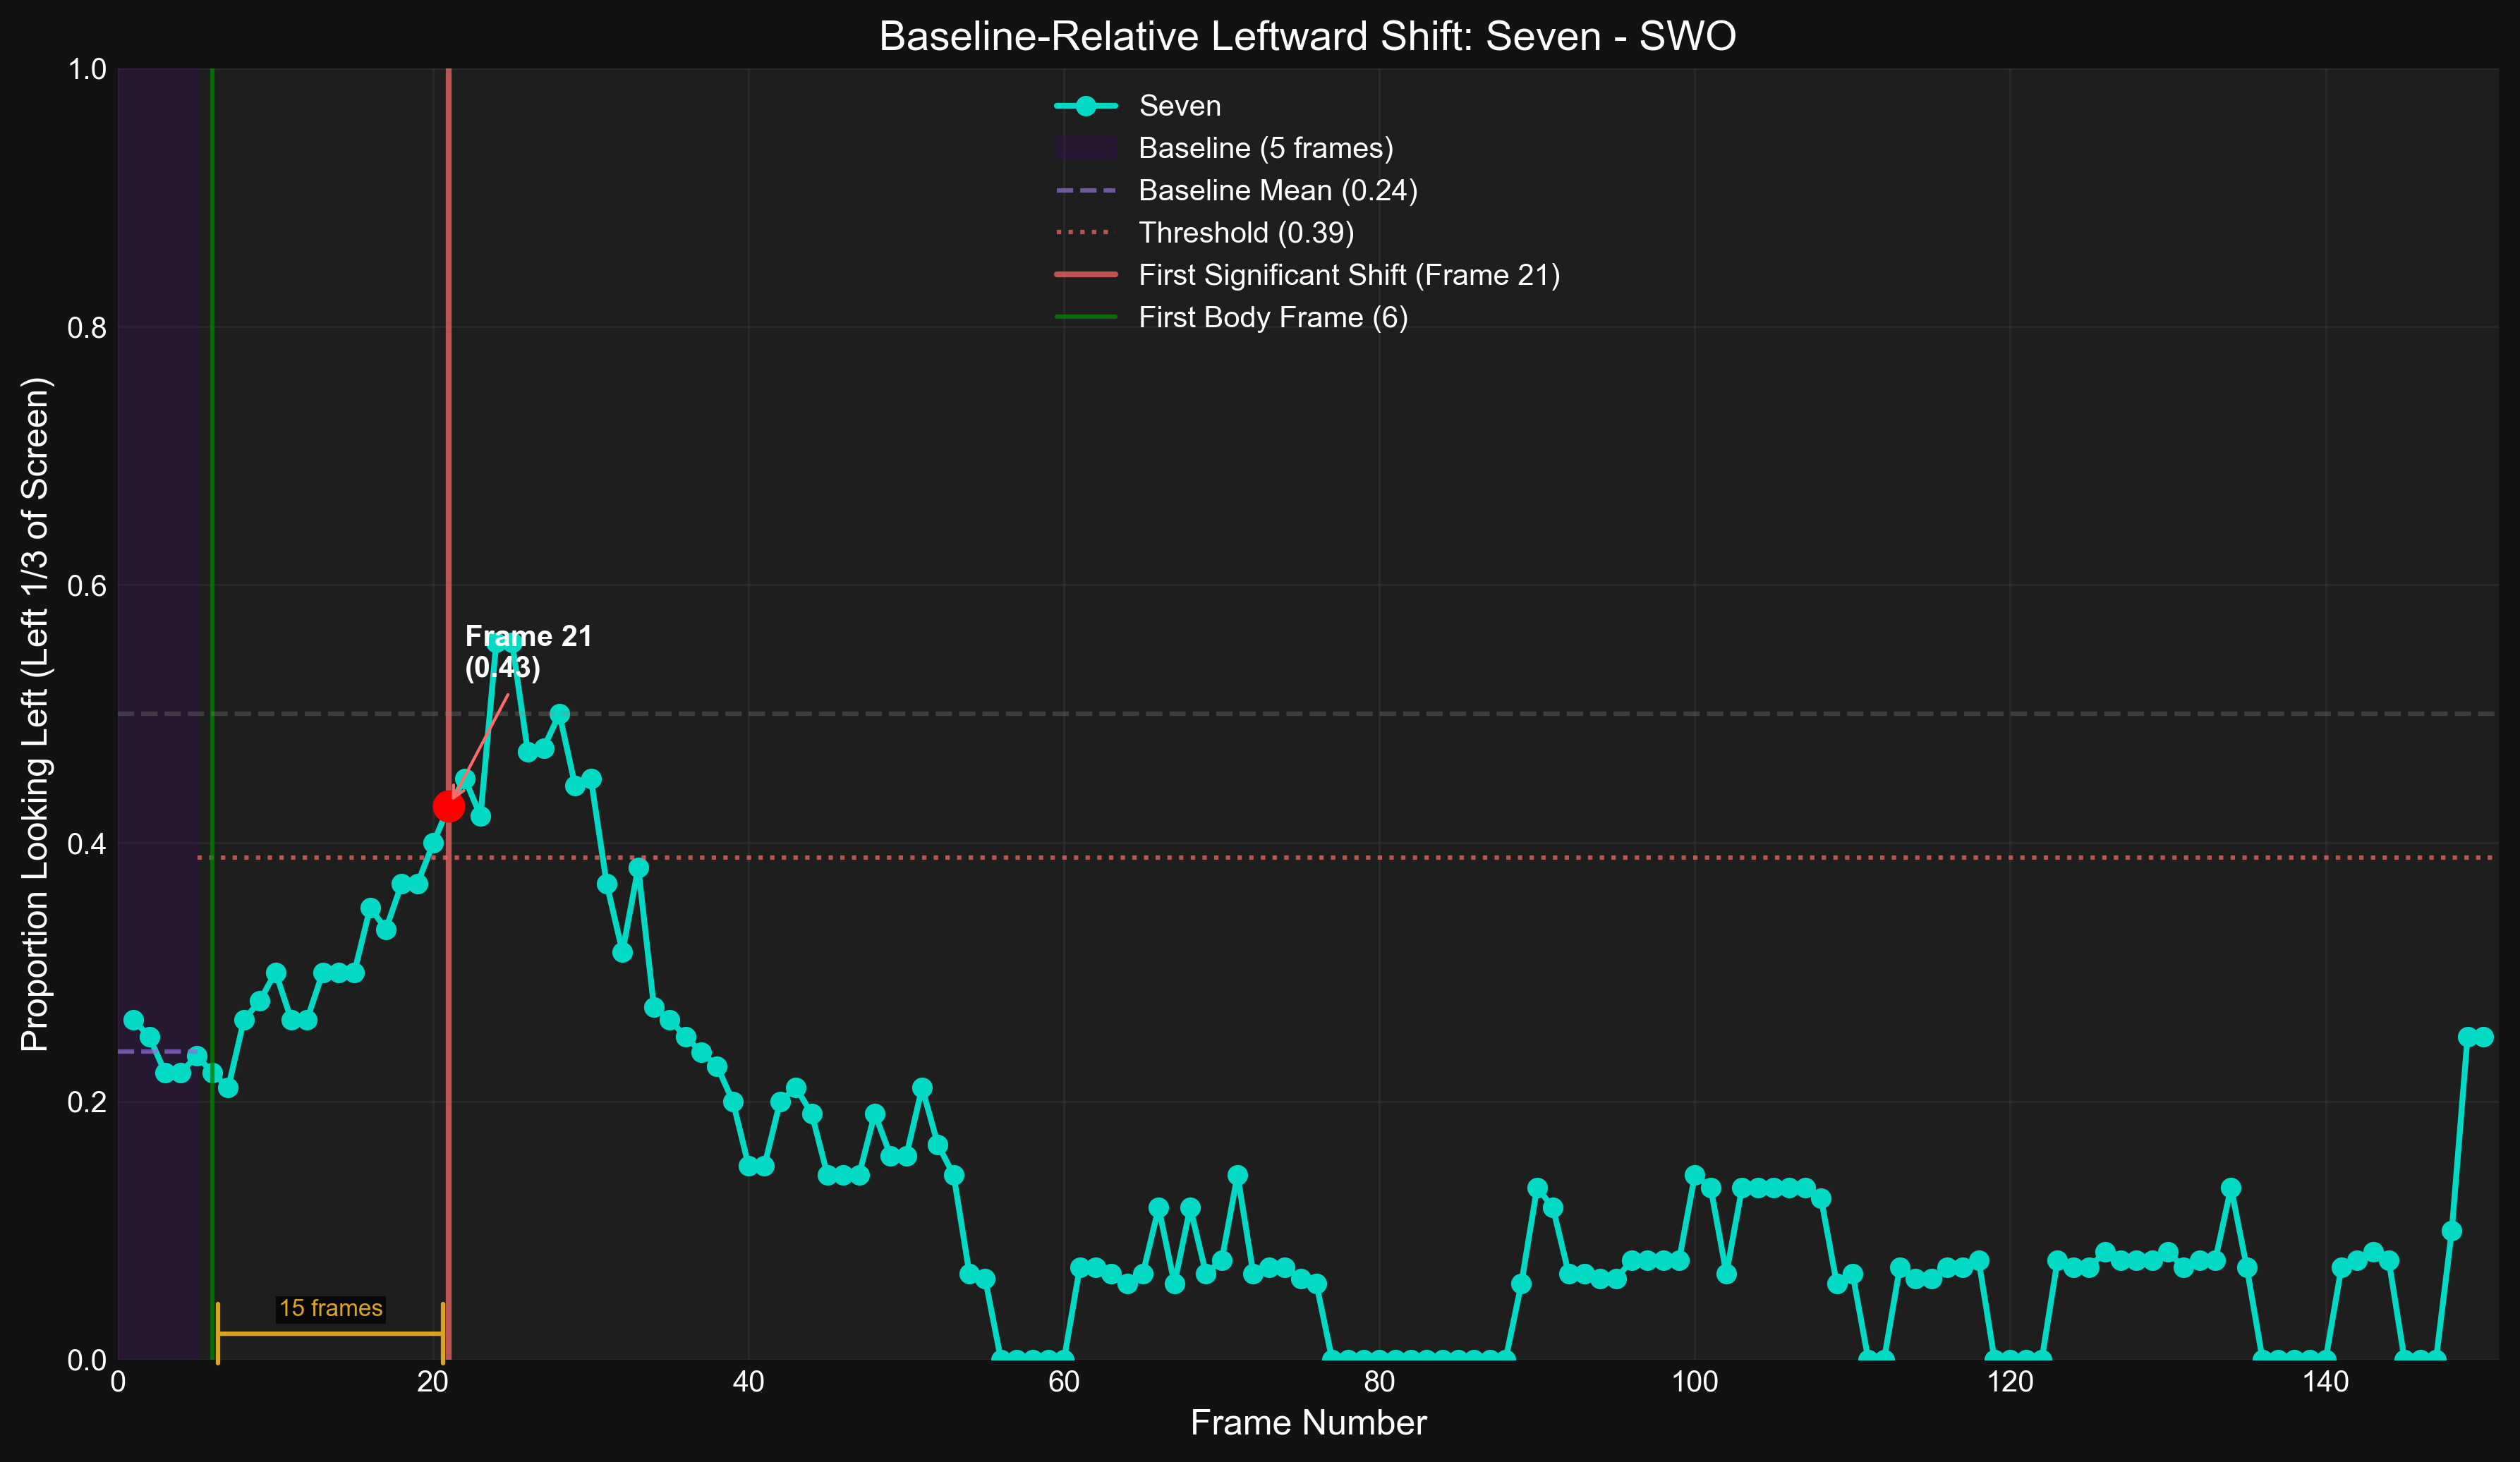 Baseline-Relative Leftward Shift: Seven - SWO
Seven
Baseline (5 frames)
Baseline Mean (0.24)
Threshold (0.39)
First Significant Shift (Frame 21)
First Body Frame (6)
Proportion Looking Left (Left 1/3 of Screen)
1.0
0.8
0.6
0.4
0.2
0.0
Frame 21
(0.43)
15 frames
0 20 40 60 80 100 120 140
Frame Number